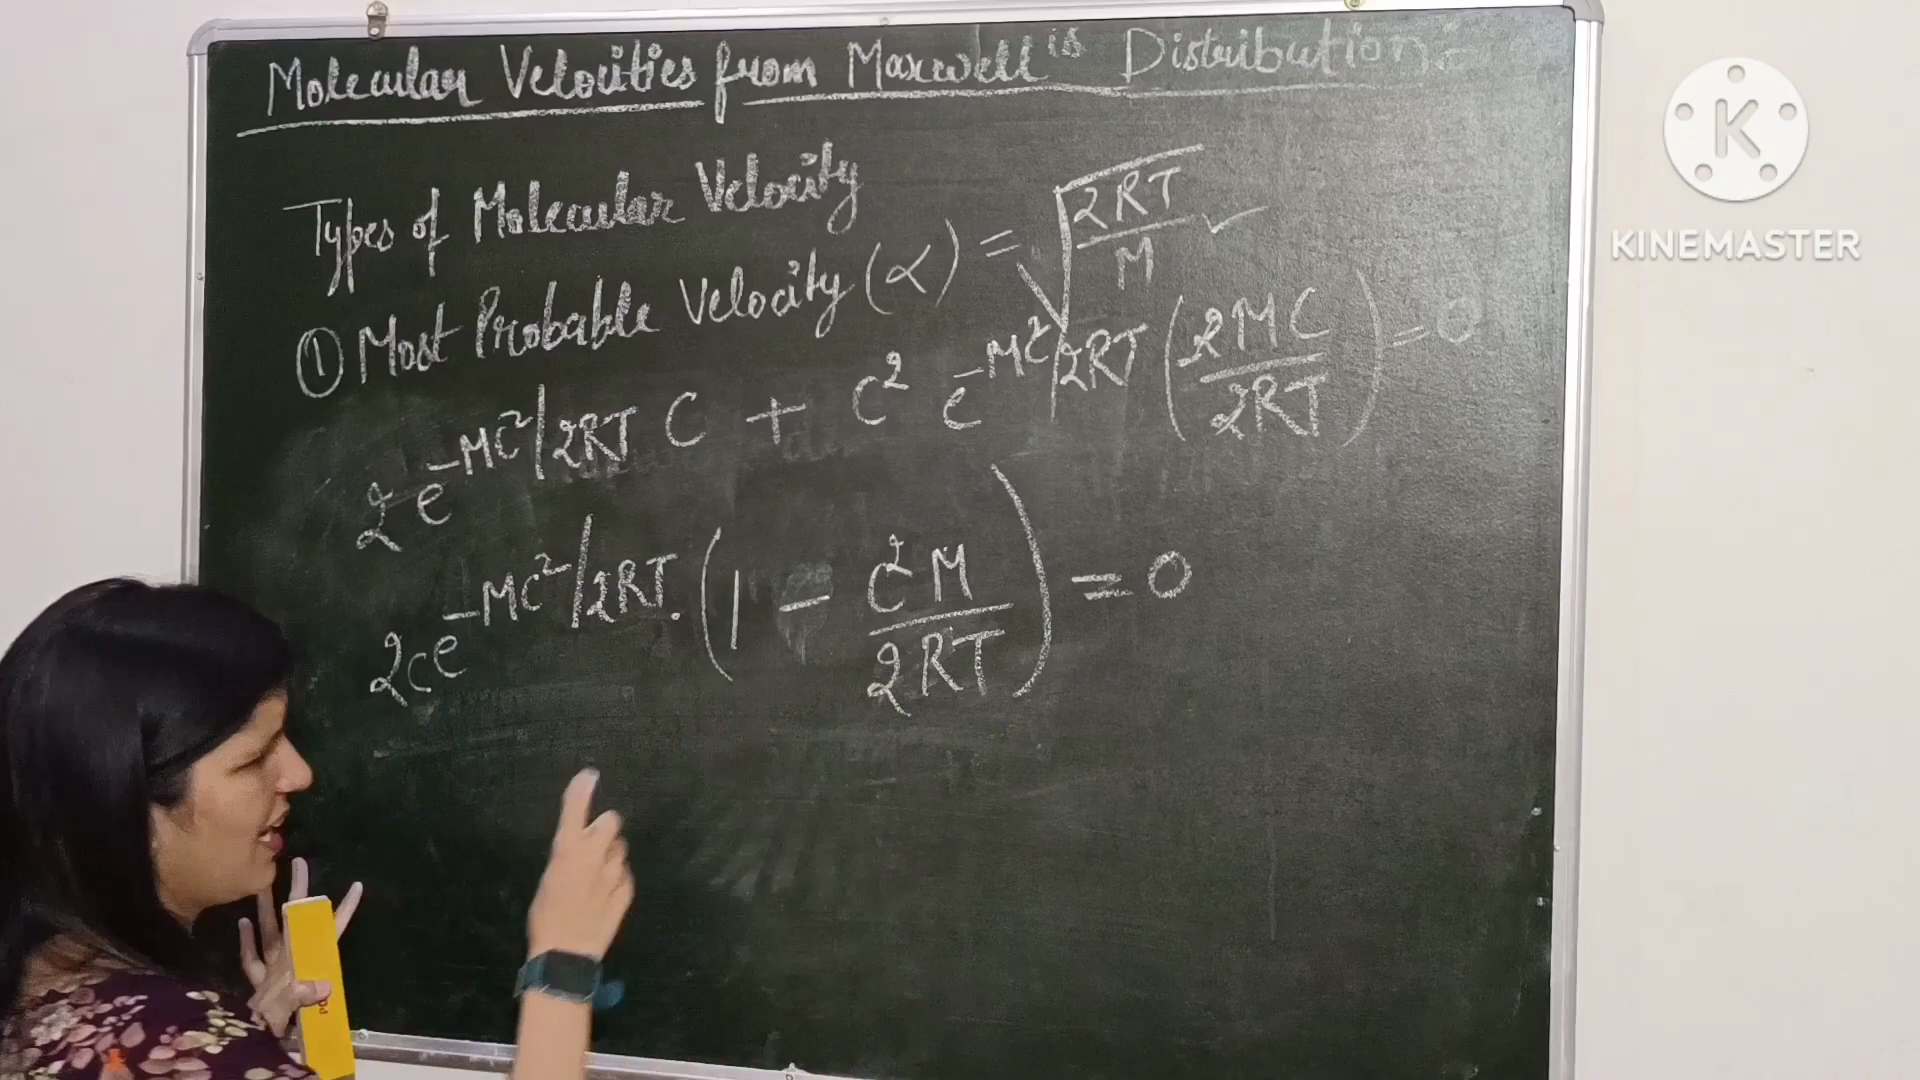 Molecular Velocities from Maxwell's Distribution:-
Types of Molecular Velocity
① Most Probable Velocity (α) = √(2RT/M) ✓
2 e^{-MC²/2RT} C + C² e^{-MC²/2RT} (2MC/2RT) = 0
2ce^{-MC²/2RT}. (1 - C²M/2RT) = 0
K
KINEMASTER